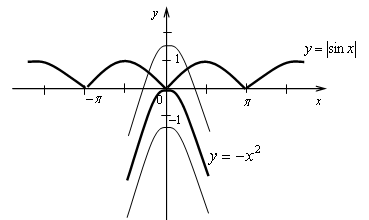 y
y = |sin x|
1
−π
0
π
x
−1
y = −x²